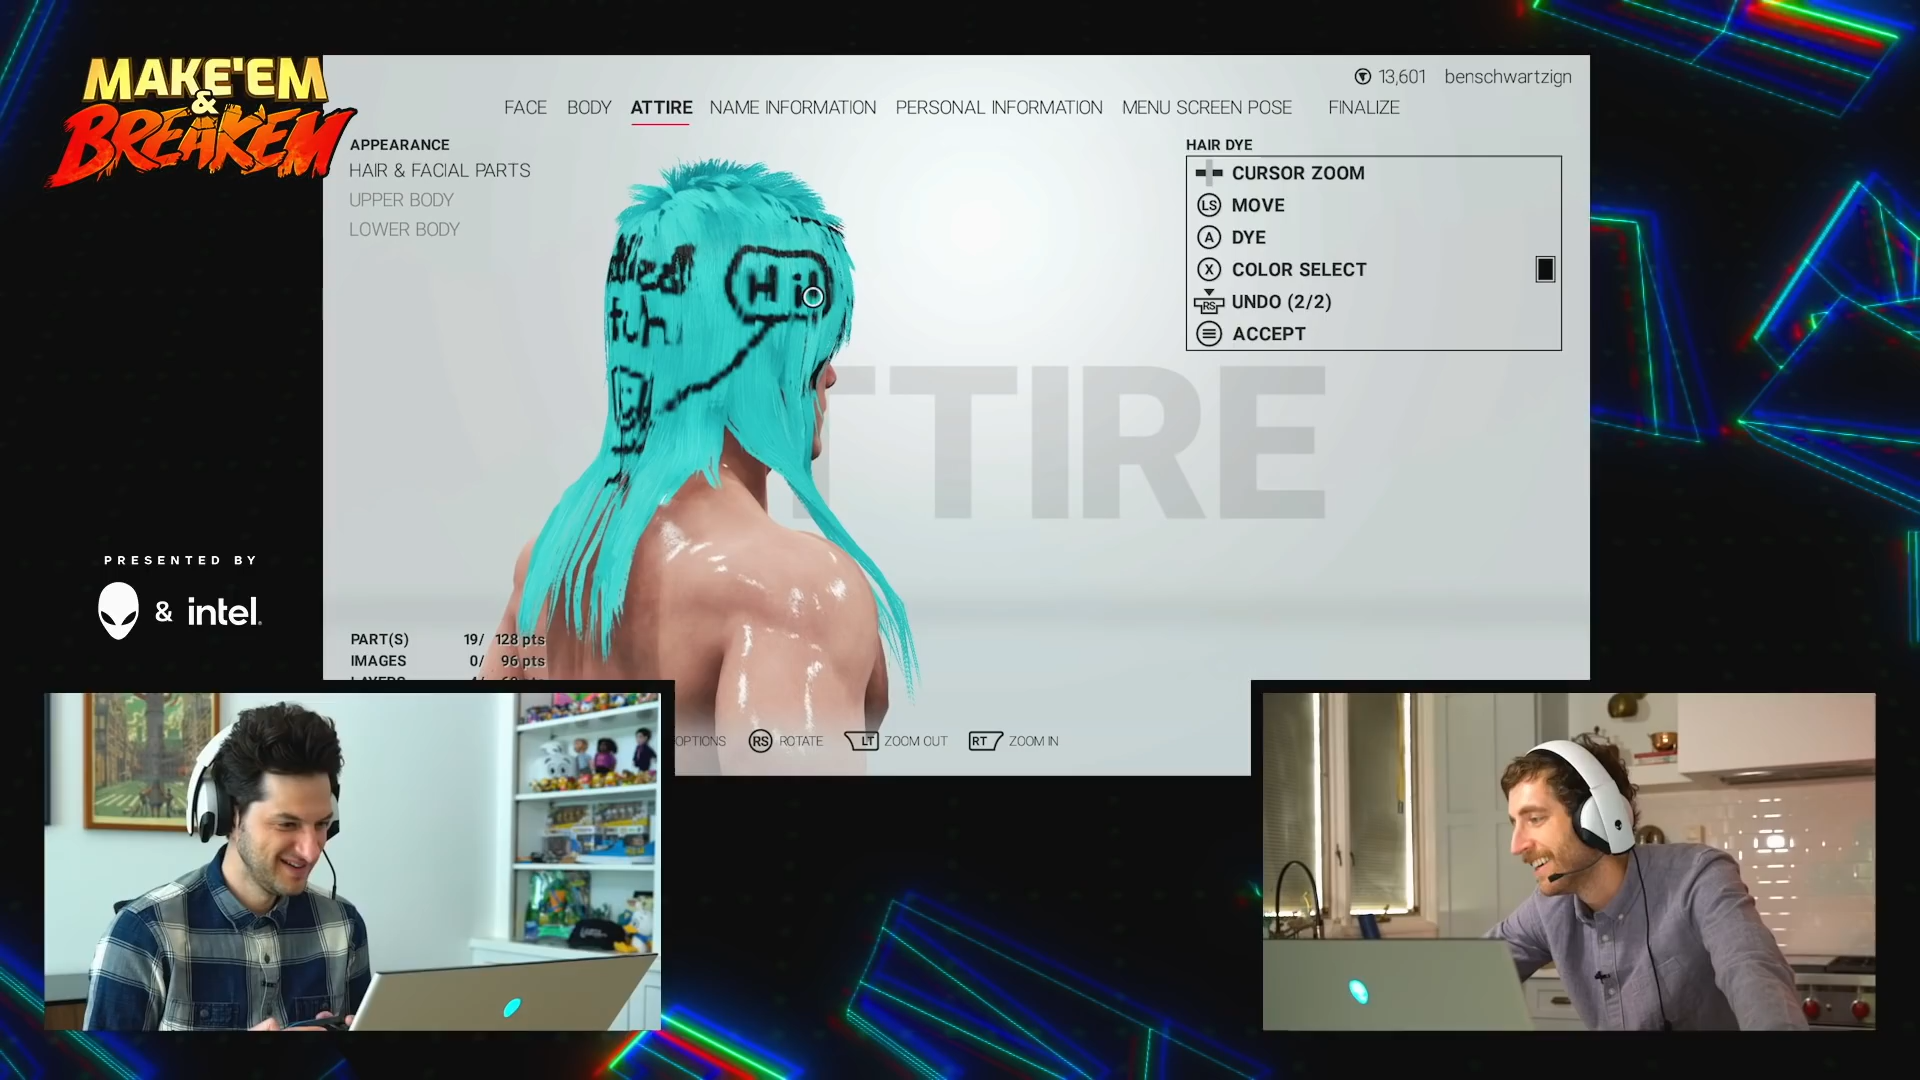 MAKE'EM
&
BREAK'EM
13,601 benschwartzign
FACE BODY ATTIRE NAME INFORMATION PERSONAL INFORMATION MENU SCREEN POSE FINALIZE
APPEARANCE
HAIR & FACIAL PARTS
UPPER BODY
LOWER BODY
HAIR DYE
CURSOR ZOOM
LS MOVE
A DYE
X COLOR SELECT
RS UNDO (2/2)
ACCEPT
Hi
TTIRE
PRESENTED BY
& intel.
PART(S) 19/ 128 pts
IMAGES 0/ 96 pts
OPTIONS RS ROTATE LT ZOOM OUT RT ZOOM IN